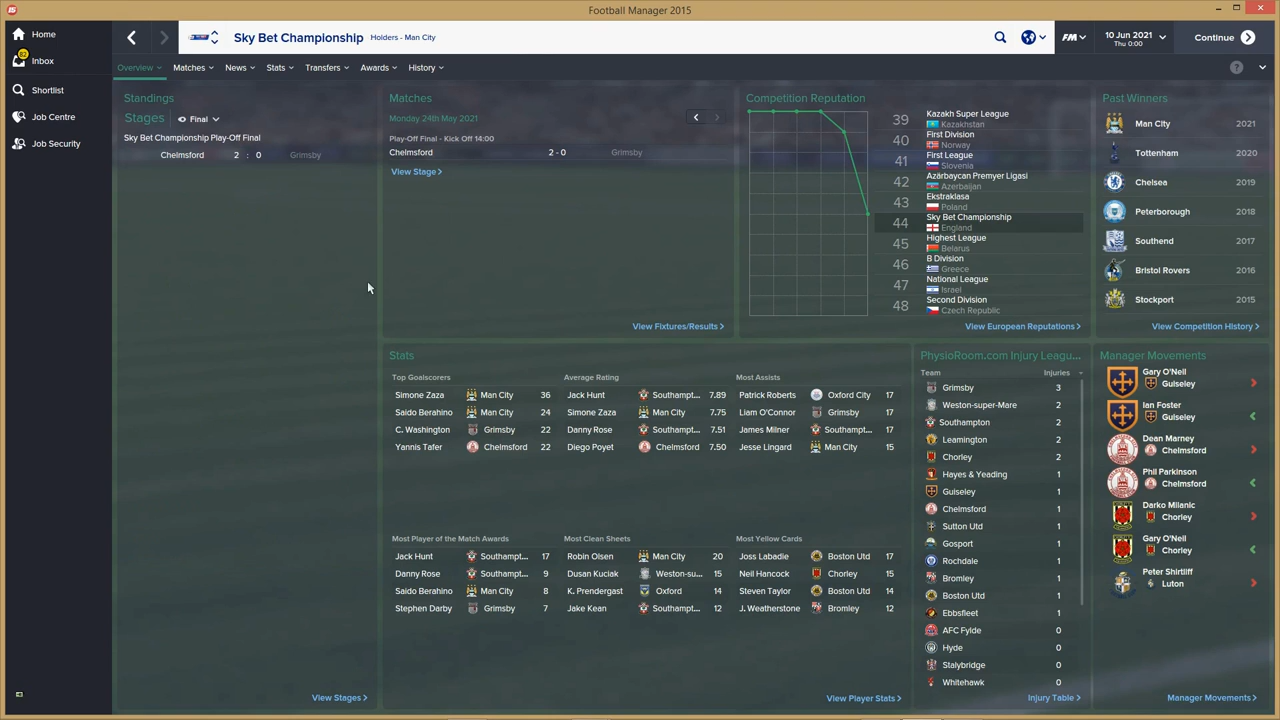 Football Manager 2015
Home
82
Inbox
Shortlist
Job Centre
Job Security
Sky Bet Championship Holders - Man City
FM
10 Jun 2021
Thu 0:00
Continue
Overview Matches News Stats Transfers Awards History
?
Standings
Stages Final
Sky Bet Championship Play-Off Final
Chelmsford 2 : 0 Grimsby
View Stages >
Matches
Monday 24th May 2021
Play-Off Final - Kick Off 14:00
Chelmsford 2 - 0 Grimsby
View Stage >
View Fixtures/Results >
Competition Reputation
39 Kazakh Super League
Kazakhstan
40 First Division
Norway
41 First League
Slovenia
42 Azärbaycan Premyer Ligasi
Azerbaijan
43 Ekstraklasa
Poland
44 Sky Bet Championship
England
45 Highest League
Belarus
46 B Division
Greece
47 National League
Israel
48 Second Division
Czech Republic
View European Reputations >
Past Winners
Man City 2021
Tottenham 2020
Chelsea 2019
Peterborough 2018
Southend 2017
Bristol Rovers 2016
Stockport 2015
View Competition History >
Stats
Top Goalscorers
Simone Zaza Man City 36
Saido Berahino Man City 24
C. Washington Grimsby 22
Yannis Tafer Chelmsford 22
Average Rating
Jack Hunt Southampt... 7.89
Simone Zaza Man City 7.75
Danny Rose Southampt... 7.51
Diego Poyet Chelmsford 7.50
Most Assists
Patrick Roberts Oxford City 17
Liam O'Connor Grimsby 17
James Milner Southampt... 17
Jesse Lingard Man City 15
Most Player of the Match Awards
Jack Hunt Southampt... 17
Danny Rose Southampt... 9
Saido Berahino Man City 8
Stephen Darby Grimsby 7
Most Clean Sheets
Robin Olsen Man City 20
Dusan Kuciak Weston-su... 15
K. Prendergast Oxford 14
Jake Kean Southampt... 12
Most Yellow Cards
Joss Labadie Boston Utd 17
Neil Hancock Chorley 15
Steven Taylor Boston Utd 14
J. Weatherstone Bromley 12
View Player Stats >
PhysioRoom.com Injury Leagu...
Team Injuries
Grimsby 3
Weston-super-Mare 2
Southampton 2
Leamington 2
Chorley 2
Hayes & Yeading 1
Guiseley 1
Chelmsford 1
Sutton Utd 1
Gosport 1
Rochdale 1
Bromley 1
Boston Utd 1
Ebbsfleet 1
AFC Fylde 0
Hyde 0
Stalybridge 0
Whitehawk 0
Injury Table >
Manager Movements
Gary O'Neil
Guiseley
Ian Foster
Guiseley
Dean Marney
Chelmsford
Phil Parkinson
Chelmsford
Darko Milanic
Chorley
Gary O'Neil
Chorley
Peter Shirtliff
Luton
Manager Movements >